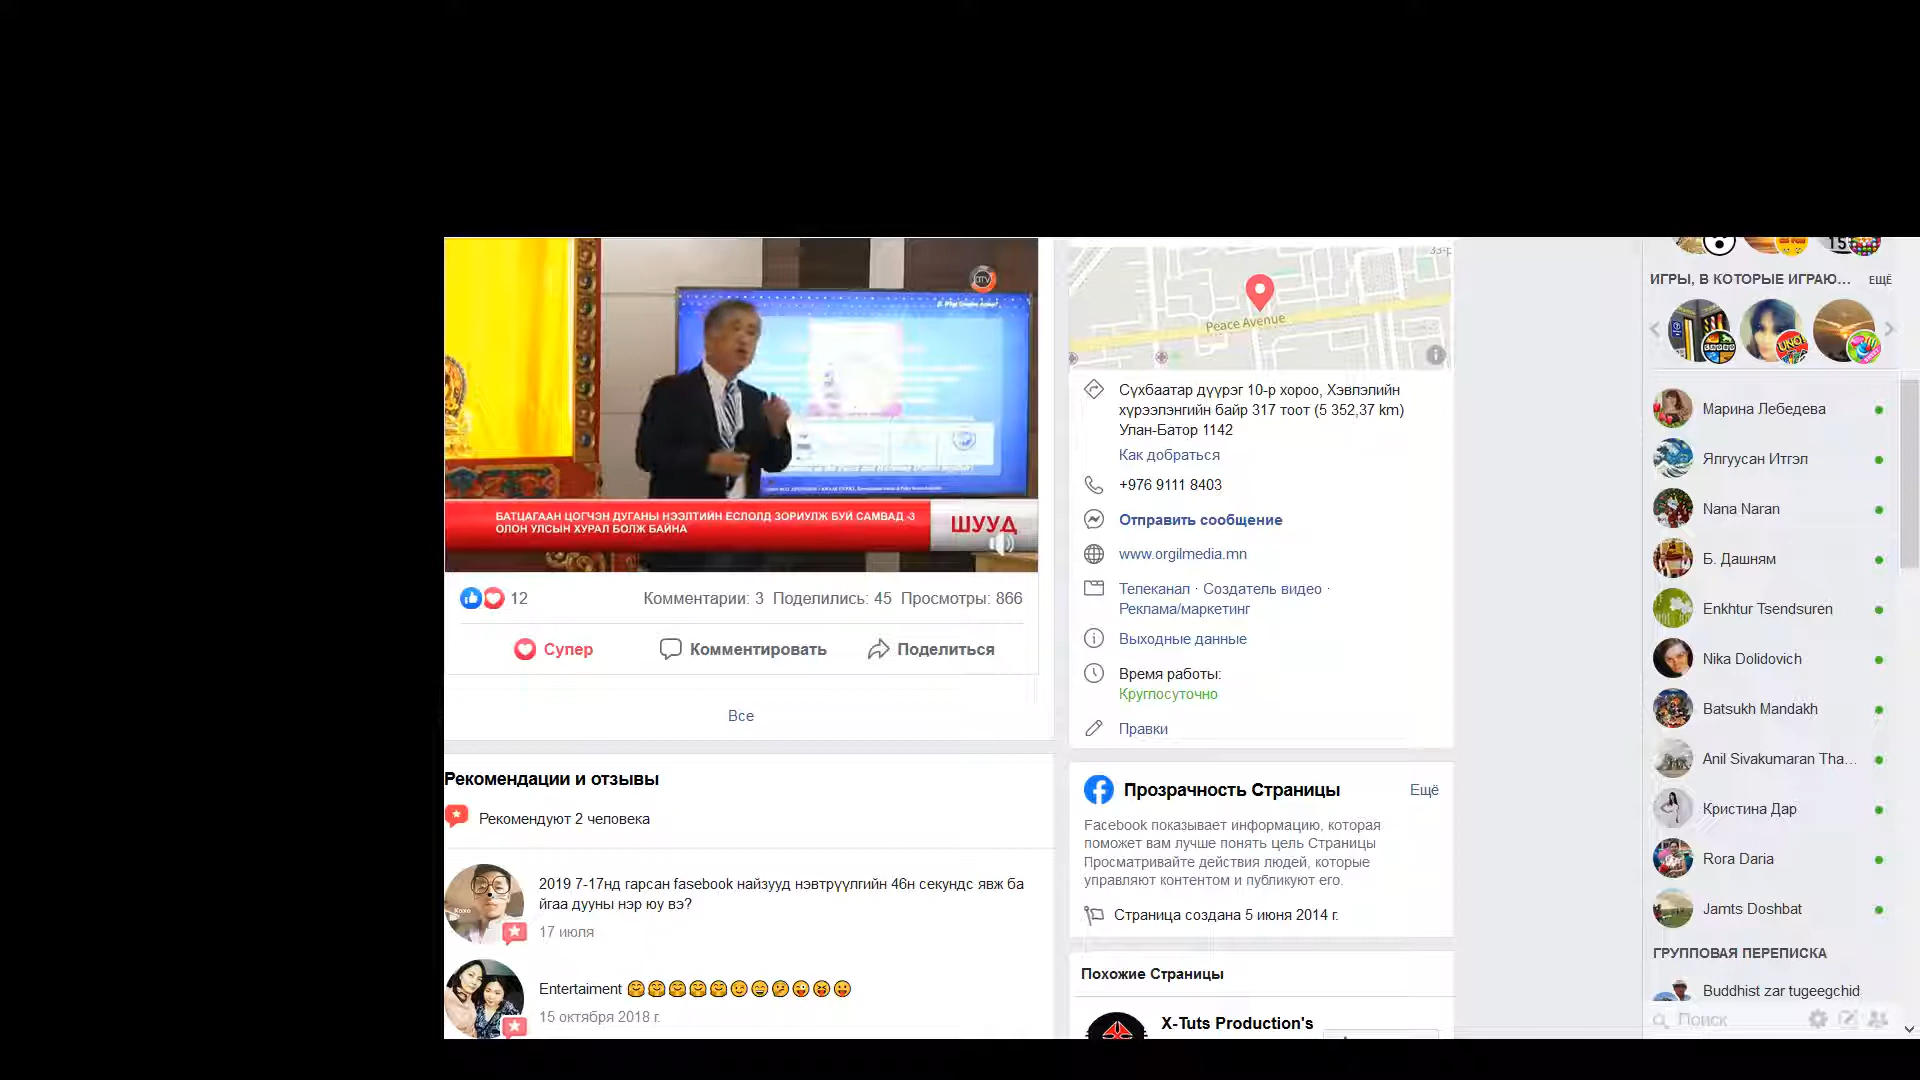 БАТЦАГААН ЦОГЧЭН ДУГАНЫ НЭЭЛТИЙН ЁСЛОЛД ЗОРИУЛЖ БУЙ САМВАД -3
ОЛОН УЛСЫН ХУРАЛ БОЛЖ БАЙНА
ШУУД
12
Комментарии: 3 Поделились: 45 Просмотры: 866
Супер
Комментировать
Поделиться
Все
Рекомендации и отзывы
Рекомендуют 2 человека
2019 7-17нд гарсан fasebook найзууд нэвтрүүлгийн 46н секундс явж ба
йгаа дууны нэр юу вэ?
17 июля
Entertaiment 🤗🤗🤗🤗🤗😉😄🤔😜😝😛
15 октября 2018 г.
Peace Avenue
Сүхбаатар дүүрэг 10-р хороо, Хэвлэлийн
хүрээлэнгийн байр 317 тоот (5 352,37 km)
Улан-Батор 1142
Как добраться
+976 9111 8403
Отправить сообщение
www.orgilmedia.mn
Телеканал · Создатель видео ·
Реклама/маркетинг
Выходные данные
Время работы:
Круглосуточно
Правки
Прозрачность Страницы
Ещё
Facebook показывает информацию, которая
поможет вам лучше понять цель Страницы
Просматривайте действия людей, которые
управляют контентом и публикуют его.
Страница создана 5 июня 2014 г.
Похожие Страницы
X-Tuts Production's
ИГРЫ, В КОТОРЫЕ ИГРАЮ...
ЕЩЁ
Марина Лебедева
Ялгуусан Итгэл
Nana Naran
Б. Дашням
Enkhtur Tsendsuren
Nika Dolidovich
Batsukh Mandakh
Anil Sivakumaran Tha...
Кристина Дар
Rora Daria
Jamts Doshbat
ГРУППОВАЯ ПЕРЕПИСКА
Buddhist zar tugeegchid
Поиск